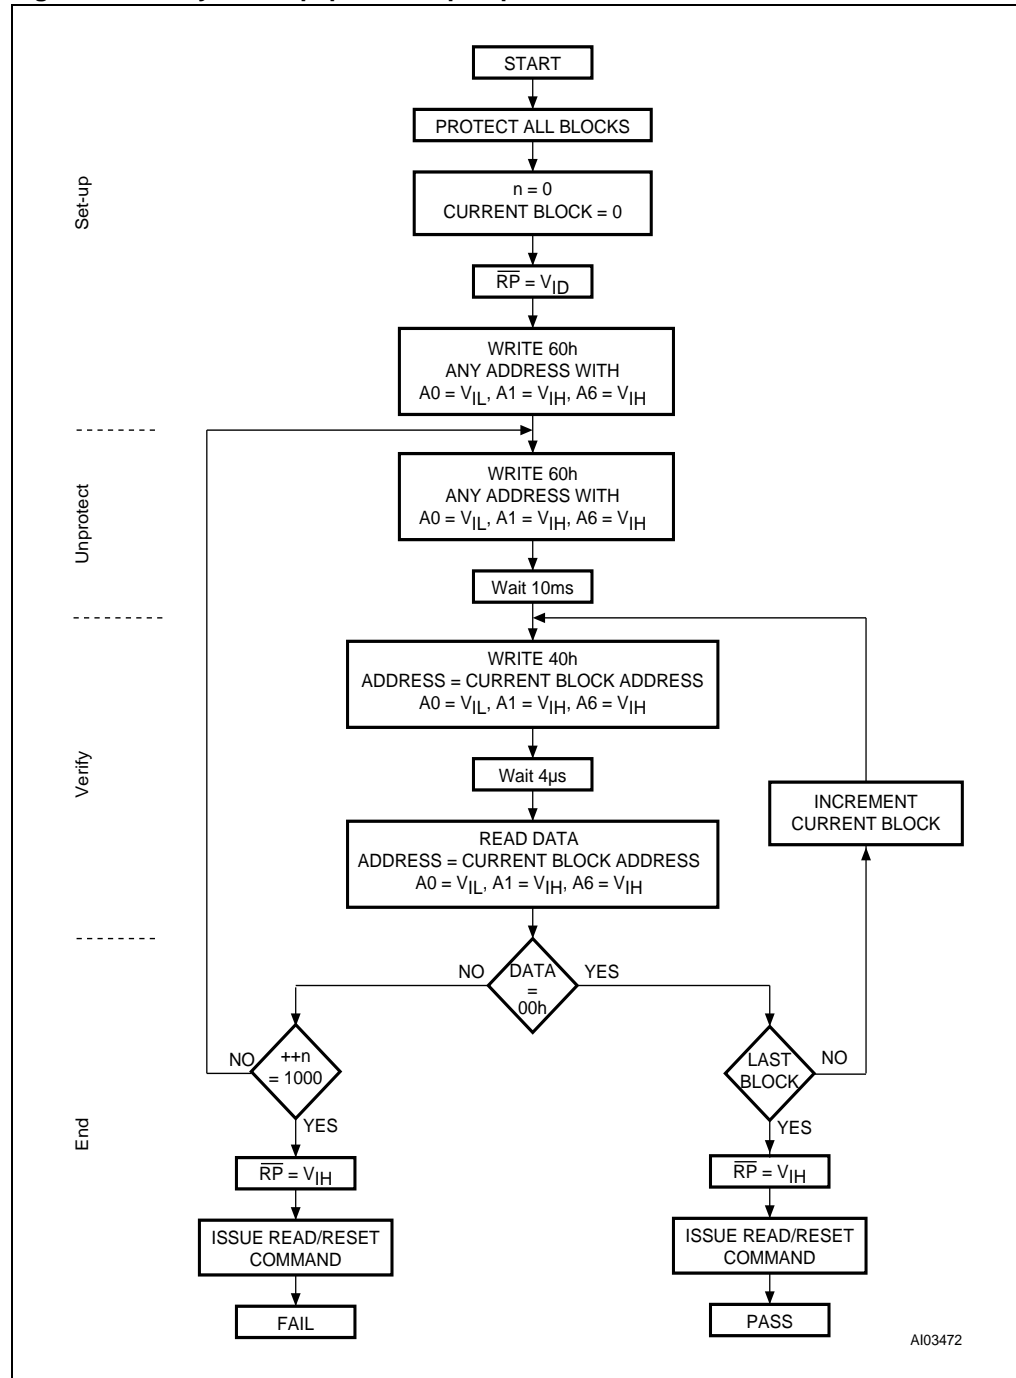 START
PROTECT ALL BLOCKS
Set-up
n = 0
CURRENT BLOCK = 0
RP = VID
WRITE 60h
ANY ADDRESS WITH
A0 = VIL, A1 = VIH, A6 = VIH
Unprotect
WRITE 60h
ANY ADDRESS WITH
A0 = VIL, A1 = VIH, A6 = VIH
Wait 10ms
Verify
WRITE 40h
ADDRESS = CURRENT BLOCK ADDRESS
A0 = VIL, A1 = VIH, A6 = VIH
Wait 4µs
INCREMENT
CURRENT BLOCK
READ DATA
ADDRESS = CURRENT BLOCK ADDRESS
A0 = VIL, A1 = VIH, A6 = VIH
End
NO
DATA
=
00h
YES
NO
++n
= 1000
YES
LAST
BLOCK
NO
YES
RP = VIH
RP = VIH
ISSUE READ/RESET
COMMAND
ISSUE READ/RESET
COMMAND
FAIL
PASS
AI03472